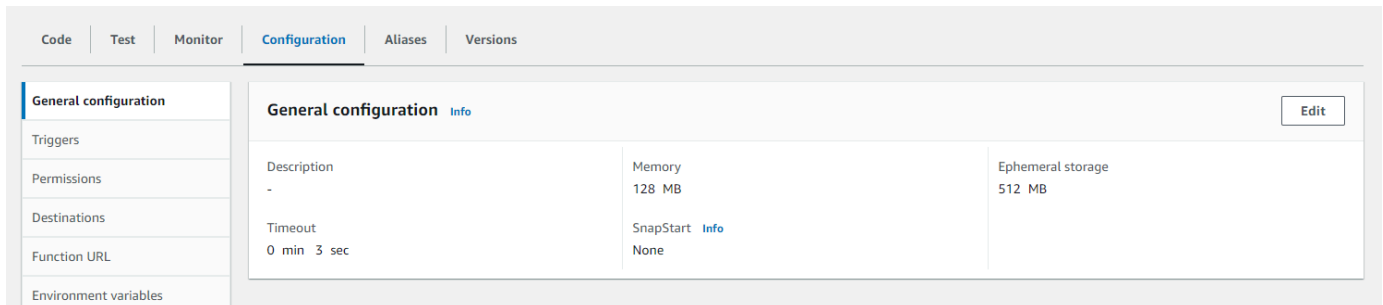 Code Test Monitor Configuration Aliases Versions
General configuration
Triggers
Permissions
Destinations
Function URL
Environment variables
General configuration Info
Edit
Description Memory Ephemeral storage
- 128 MB 512 MB
Timeout SnapStart Info
0 min 3 sec None